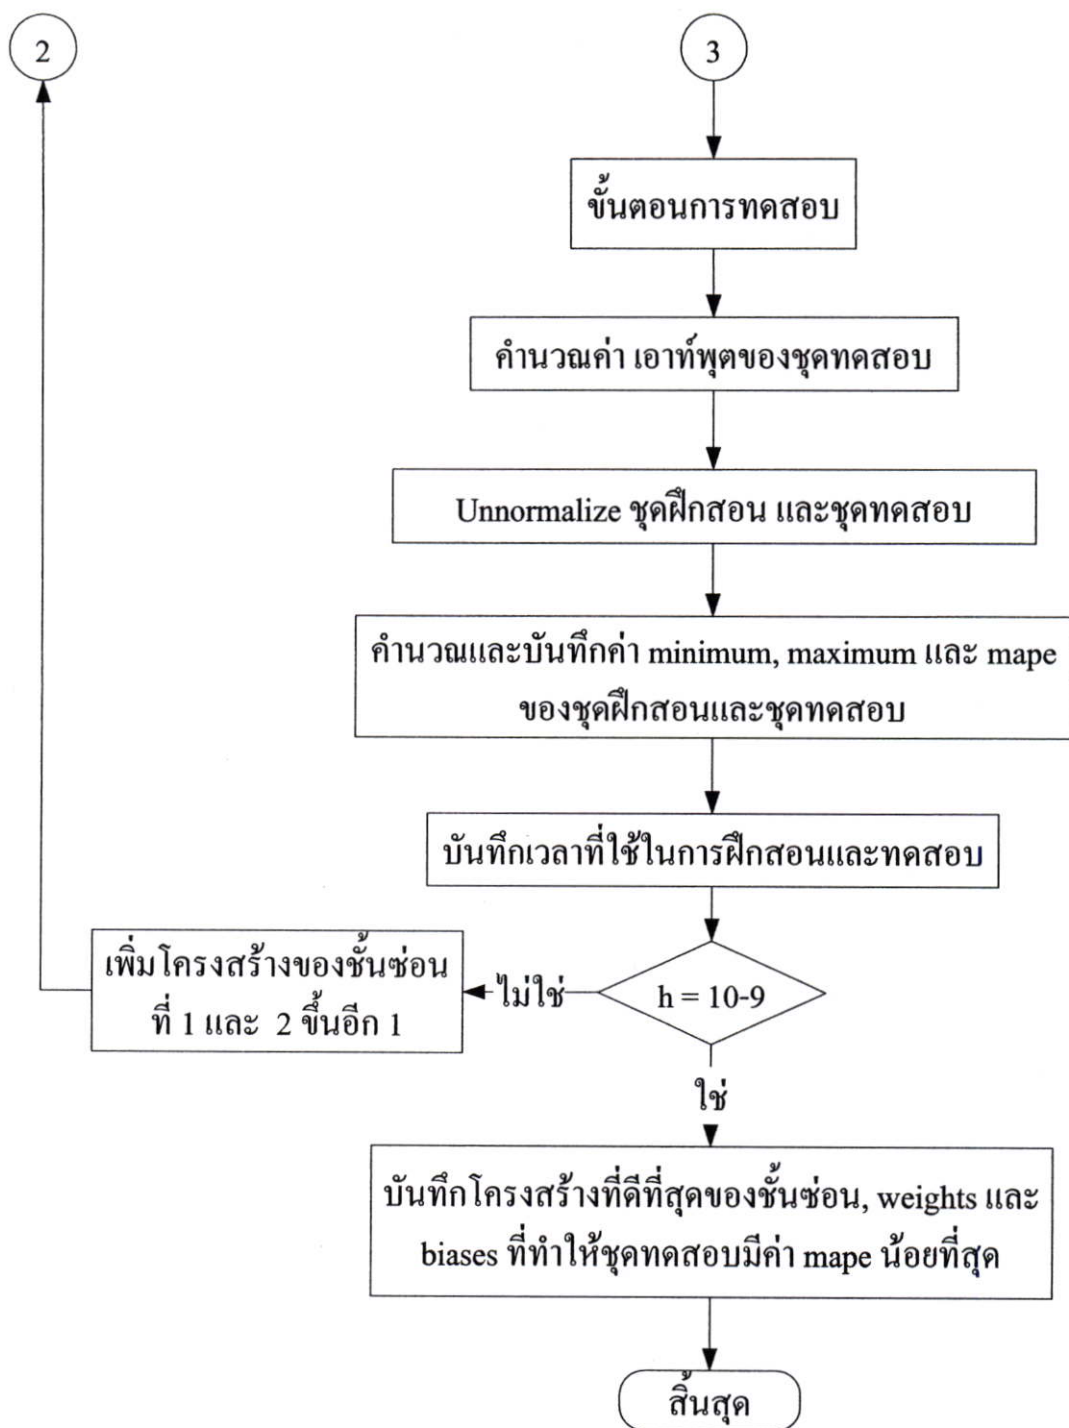 2
3
ขั้นตอนการทดสอบ
คำนวณค่า เอาท์พุตของชุดทดสอบ
Unnormalize ชุดฝึกสอน และชุดทดสอบ
คำนวณและบันทึกค่า minimum, maximum และ mape
ของชุดฝึกสอนและชุดทดสอบ
บันทึกเวลาที่ใช้ในการฝึกสอนและทดสอบ
h = 10-9
ไม่ใช่
เพิ่มโครงสร้างของชั้นซ่อน
ที่ 1 และ 2 ขึ้นอีก 1
ใช่
บันทึกโครงสร้างที่ดีที่สุดของชั้นซ่อน, weights และ
biases ที่ทำให้ชุดทดสอบมีค่า mape น้อยที่สุด
สิ้นสุด